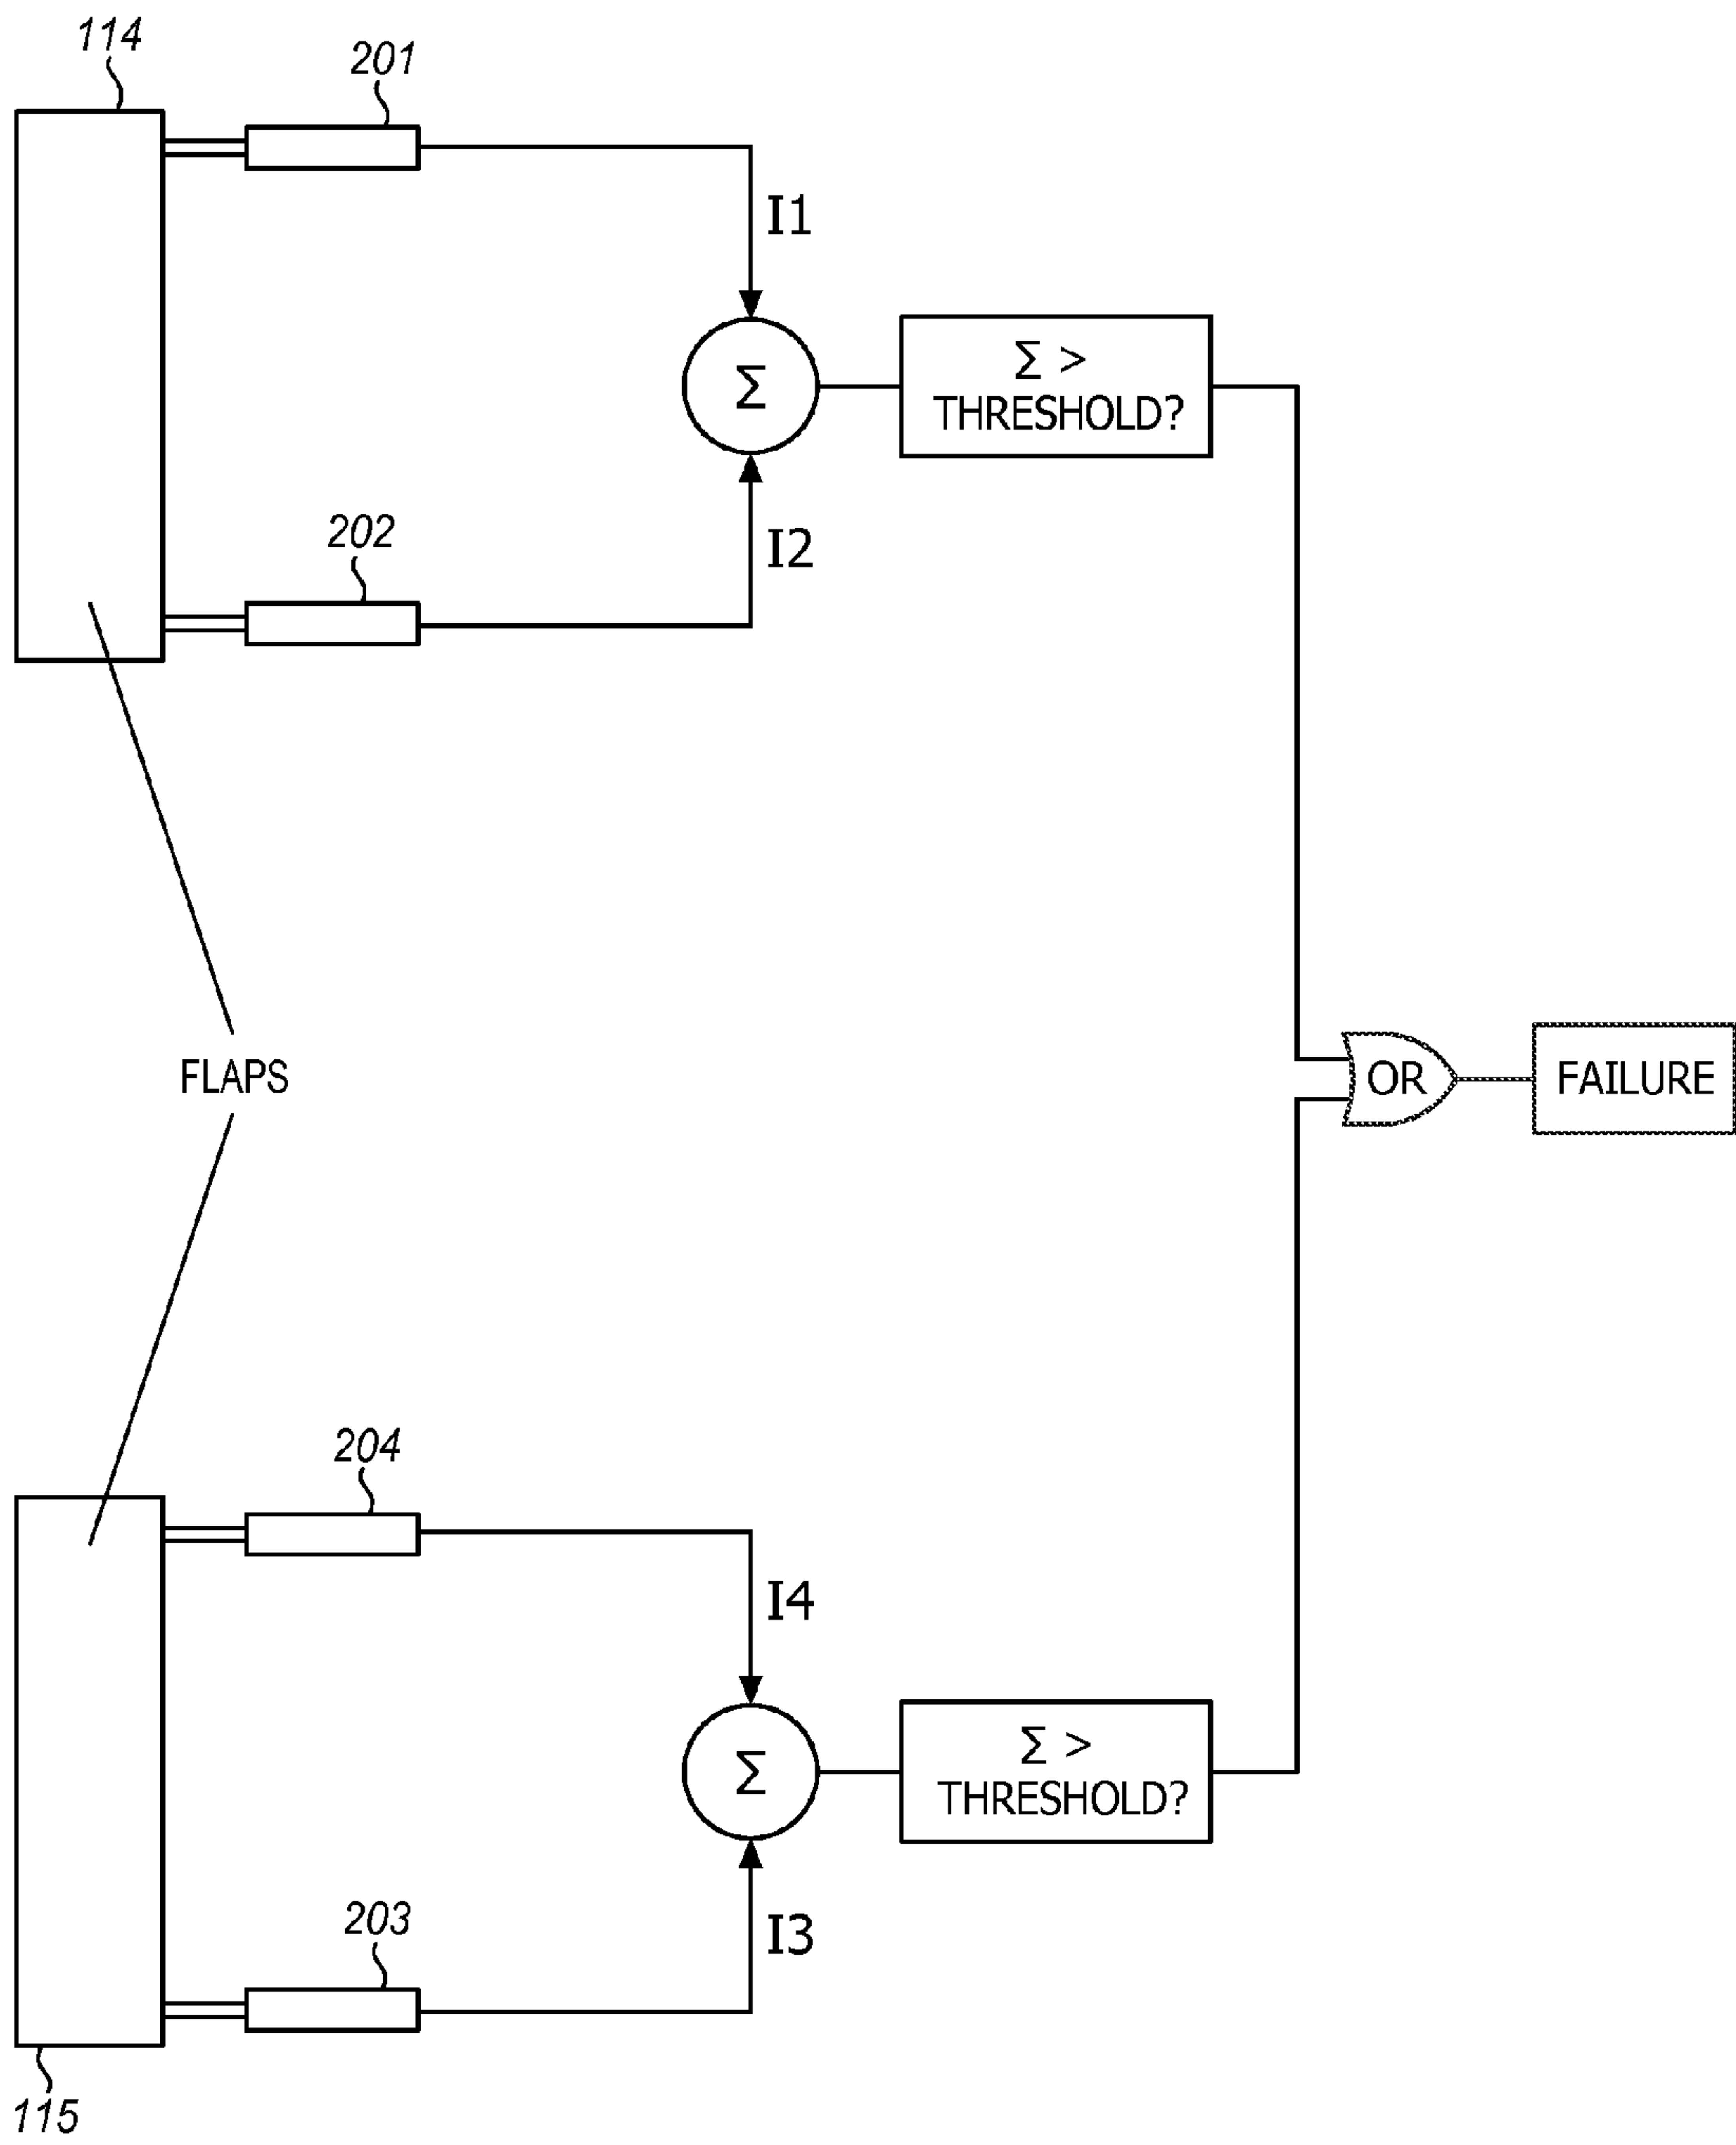 114
201
I1
Σ
Σ >
THRESHOLD?
202
I2
FLAPS
OR
FAILURE
204
I4
Σ
Σ >
THRESHOLD?
203
I3
115